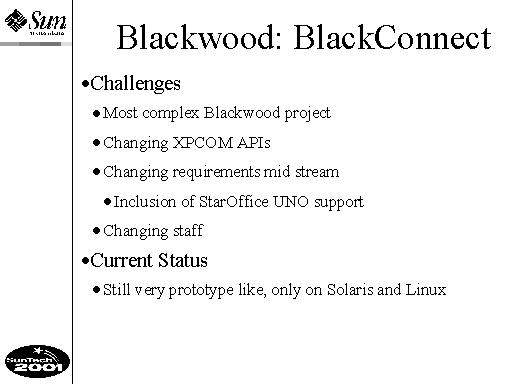 Sun
Blackwood: BlackConnect
•Challenges
•Most complex Blackwood project
•Changing XPCOM APIs
•Changing requirements mid stream
•Inclusion of StarOffice UNO support
•Changing staff
•Current Status
•Still very prototype like, only on Solaris and Linux
SunTech
2001